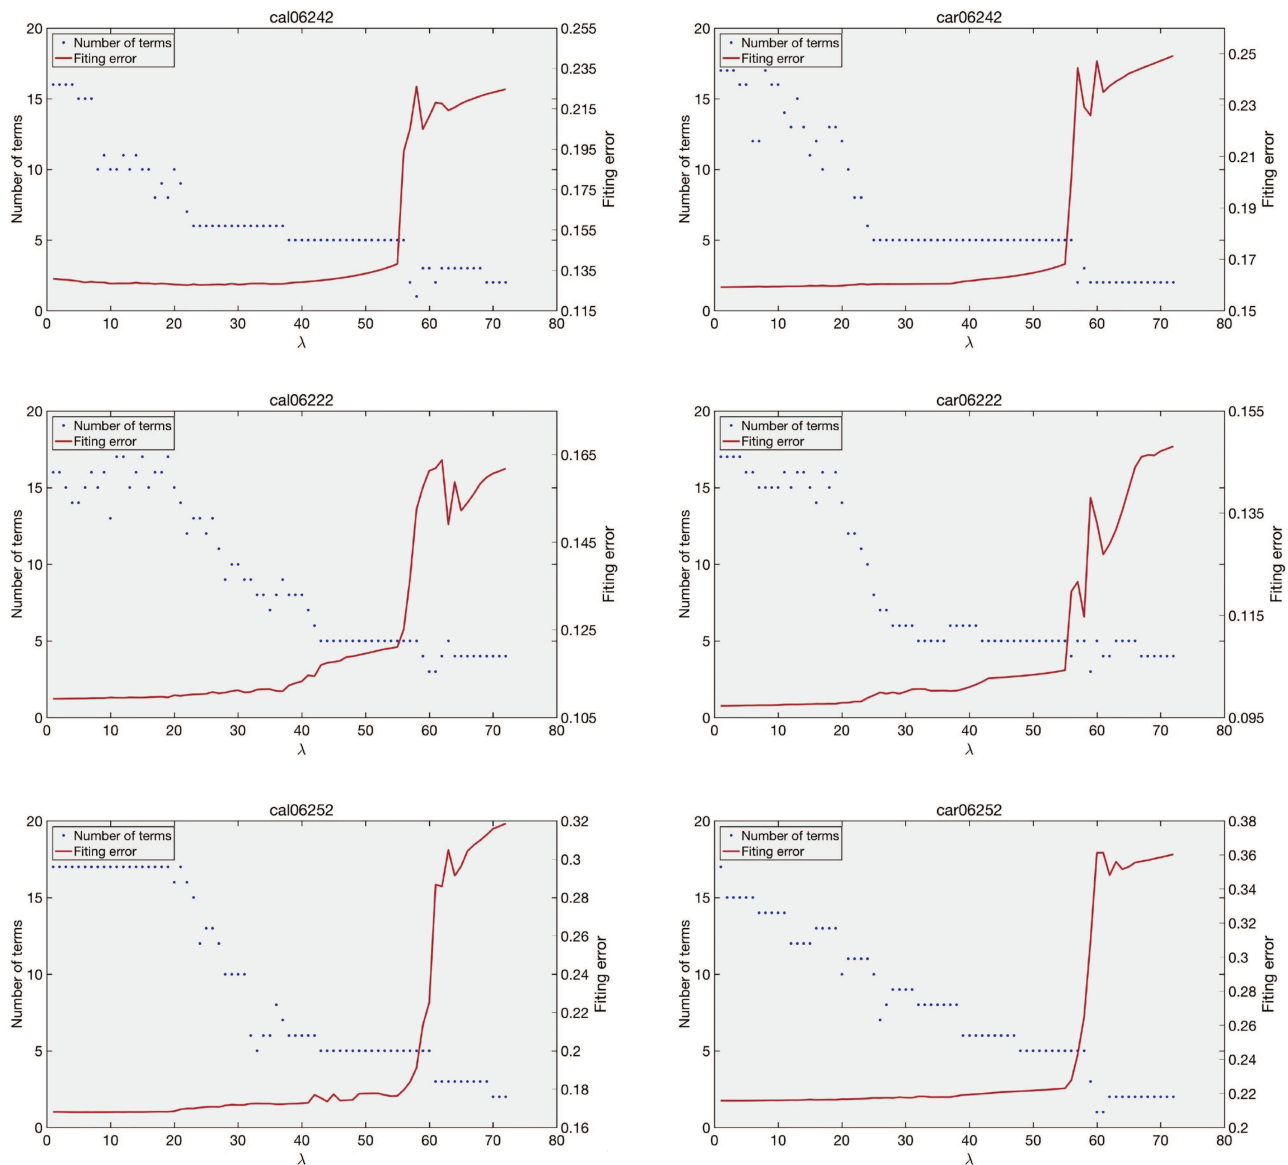 cal06242
20
15
10
5
0
Number of terms
Number of terms
Fiting error
0.255
0.235
0.215
0.195
0.175
0.155
0.135
0.115
Fiting error
0 10 20 30 40 50 60 70 80
λ
car06242
20
15
10
5
0
Number of terms
Number of terms
Fiting error
0.25
0.23
0.21
0.19
0.17
0.15
Fiting error
0 10 20 30 40 50 60 70 80
λ
cal06222
20
15
10
5
0
Number of terms
Number of terms
Fiting error
0.165
0.145
0.125
0.105
Fiting error
0 10 20 30 40 50 60 70 80
λ
car06222
20
15
10
5
0
Number of terms
Number of terms
Fiting error
0.155
0.135
0.115
0.095
Fiting error
0 10 20 30 40 50 60 70 80
λ
cal06252
20
15
10
5
0
Number of terms
Number of terms
Fiting error
0.32
0.3
0.28
0.26
0.24
0.22
0.2
0.18
0.16
Fiting error
0 10 20 30 40 50 60 70 80
λ
car06252
20
15
10
5
0
Number of terms
Number of terms
Fiting error
0.38
0.36
0.34
0.32
0.3
0.28
0.26
0.24
0.22
0.2
Fiting error
0 10 20 30 40 50 60 70 80
λ